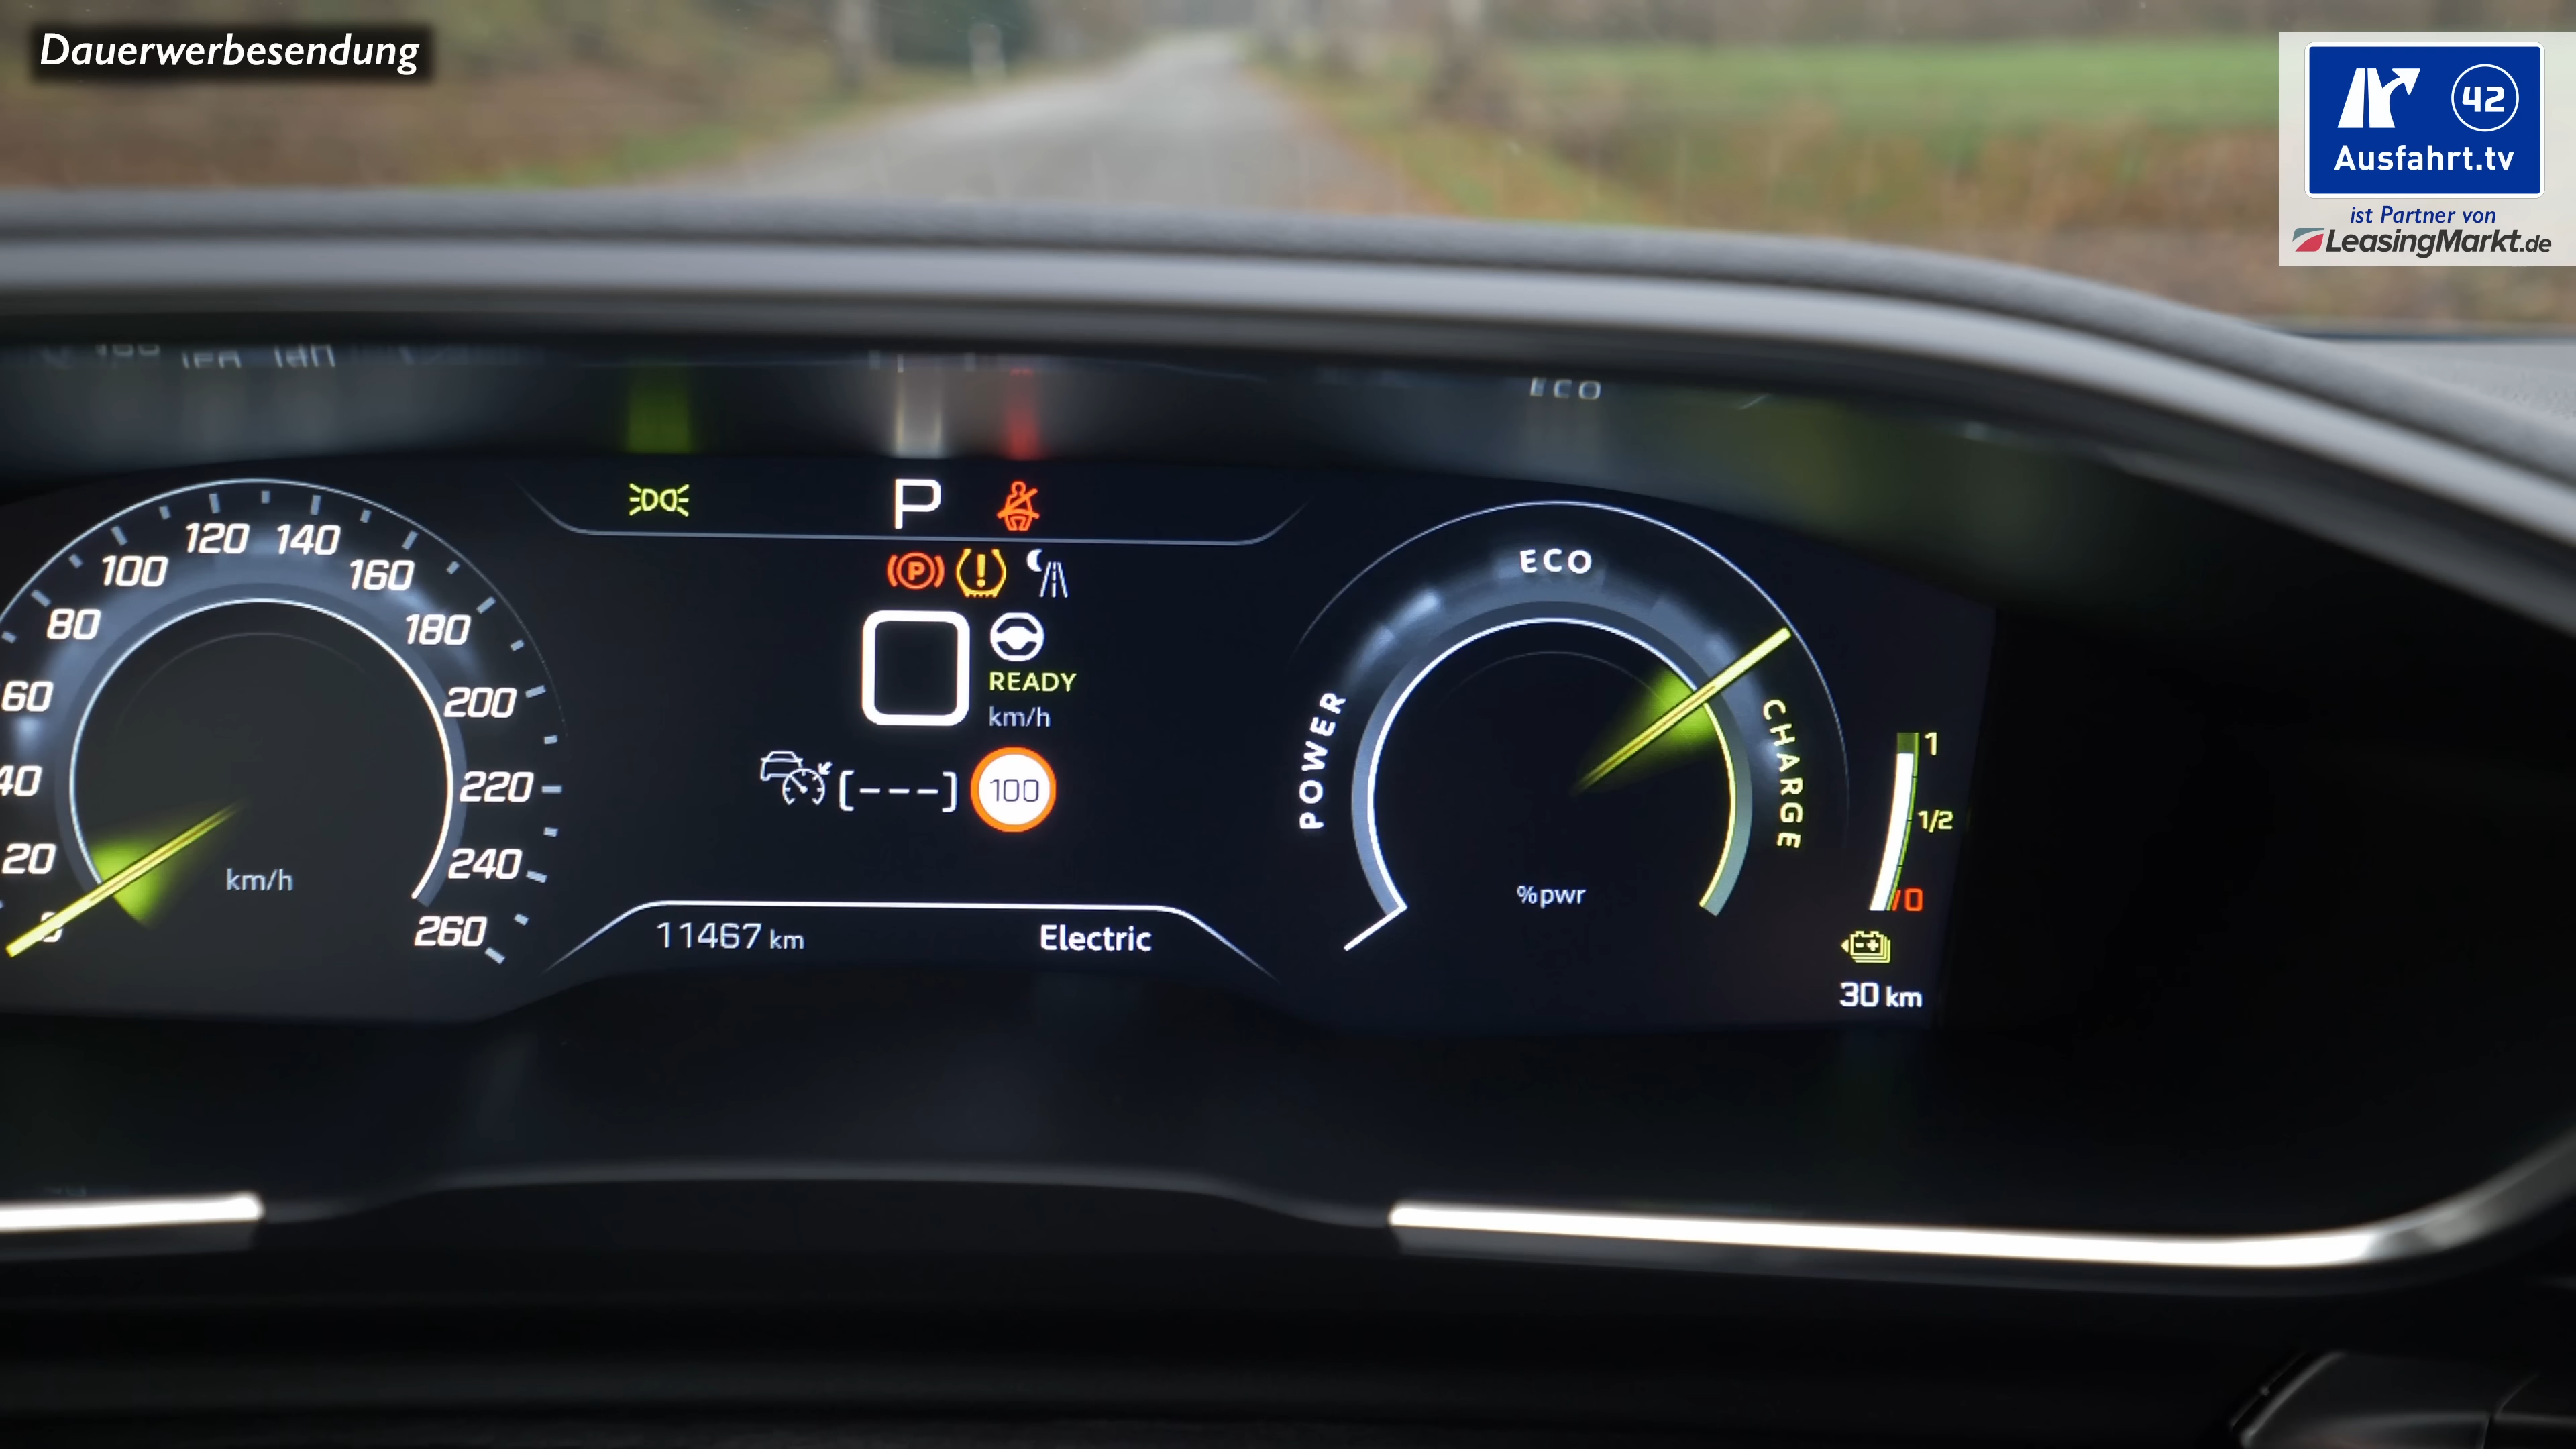 Dauerwerbesendung
42
Ausfahrt.tv
ist Partner von
LeasingMarkt.de
ECO
P
P
!
120 140
100 160
80 180
60 200
40 220
20 240
0 260
km/h
READY
km/h
[---] 100
11467 km
Electric
ECO
POWER
CHARGE
%pwr
1
1/2
0
30 km